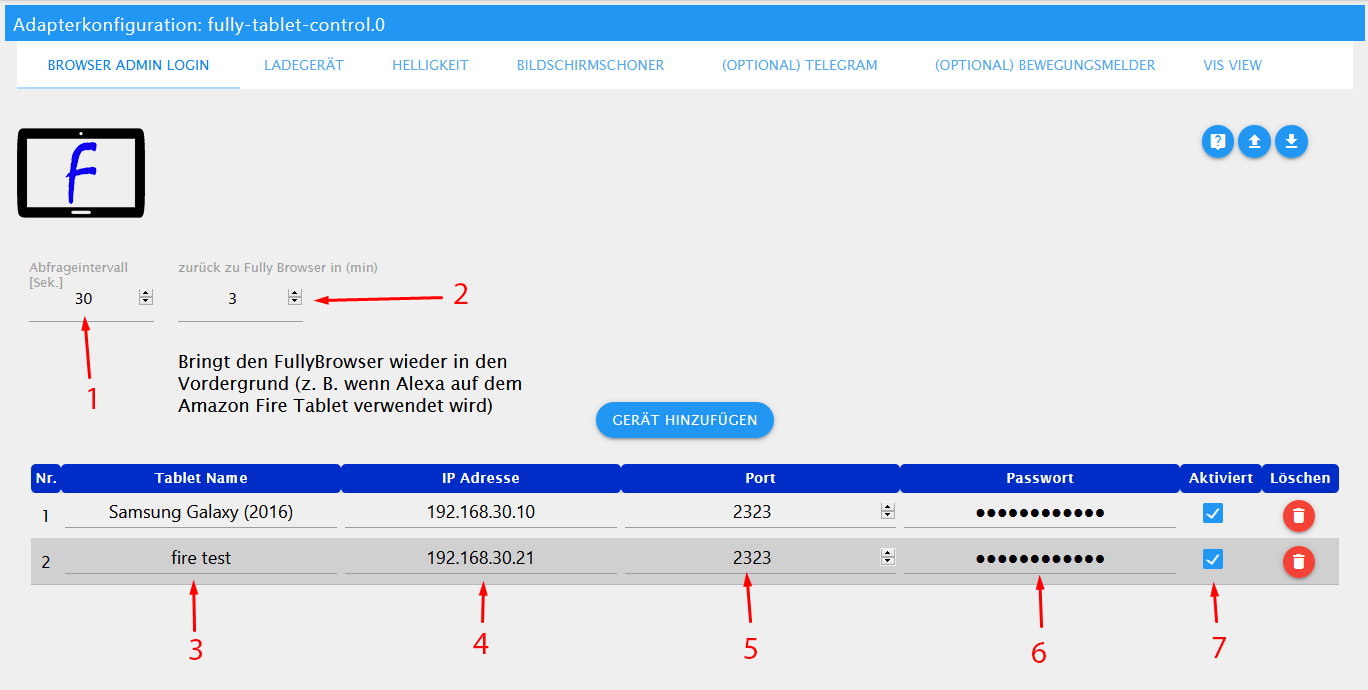 Adapterkonfiguration: fully-tablet-control.0
BROWSER ADMIN LOGIN LADEGERÄT HELLIGKEIT BILDSCHIRMSCHONER (OPTIONAL) TELEGRAM (OPTIONAL) BEWEGUNGSMELDER VIS VIEW
?
f
Abfrageintervall zurück zu Fully Browser in (min)
[Sek.]
30 3 2
1
Bringt den FullyBrowser wieder in den
Vordergrund (z. B. wenn Alexa auf dem
Amazon Fire Tablet verwendet wird)
GERÄT HINZUFÜGEN
Nr. Tablet Name IP Adresse Port Passwort Aktiviert Löschen
1 Samsung Galaxy (2016) 192.168.30.10 2323 ●●●●●●●●●●●●
2 fire test 192.168.30.21 2323 ●●●●●●●●●●●●
3 4 5 6 7